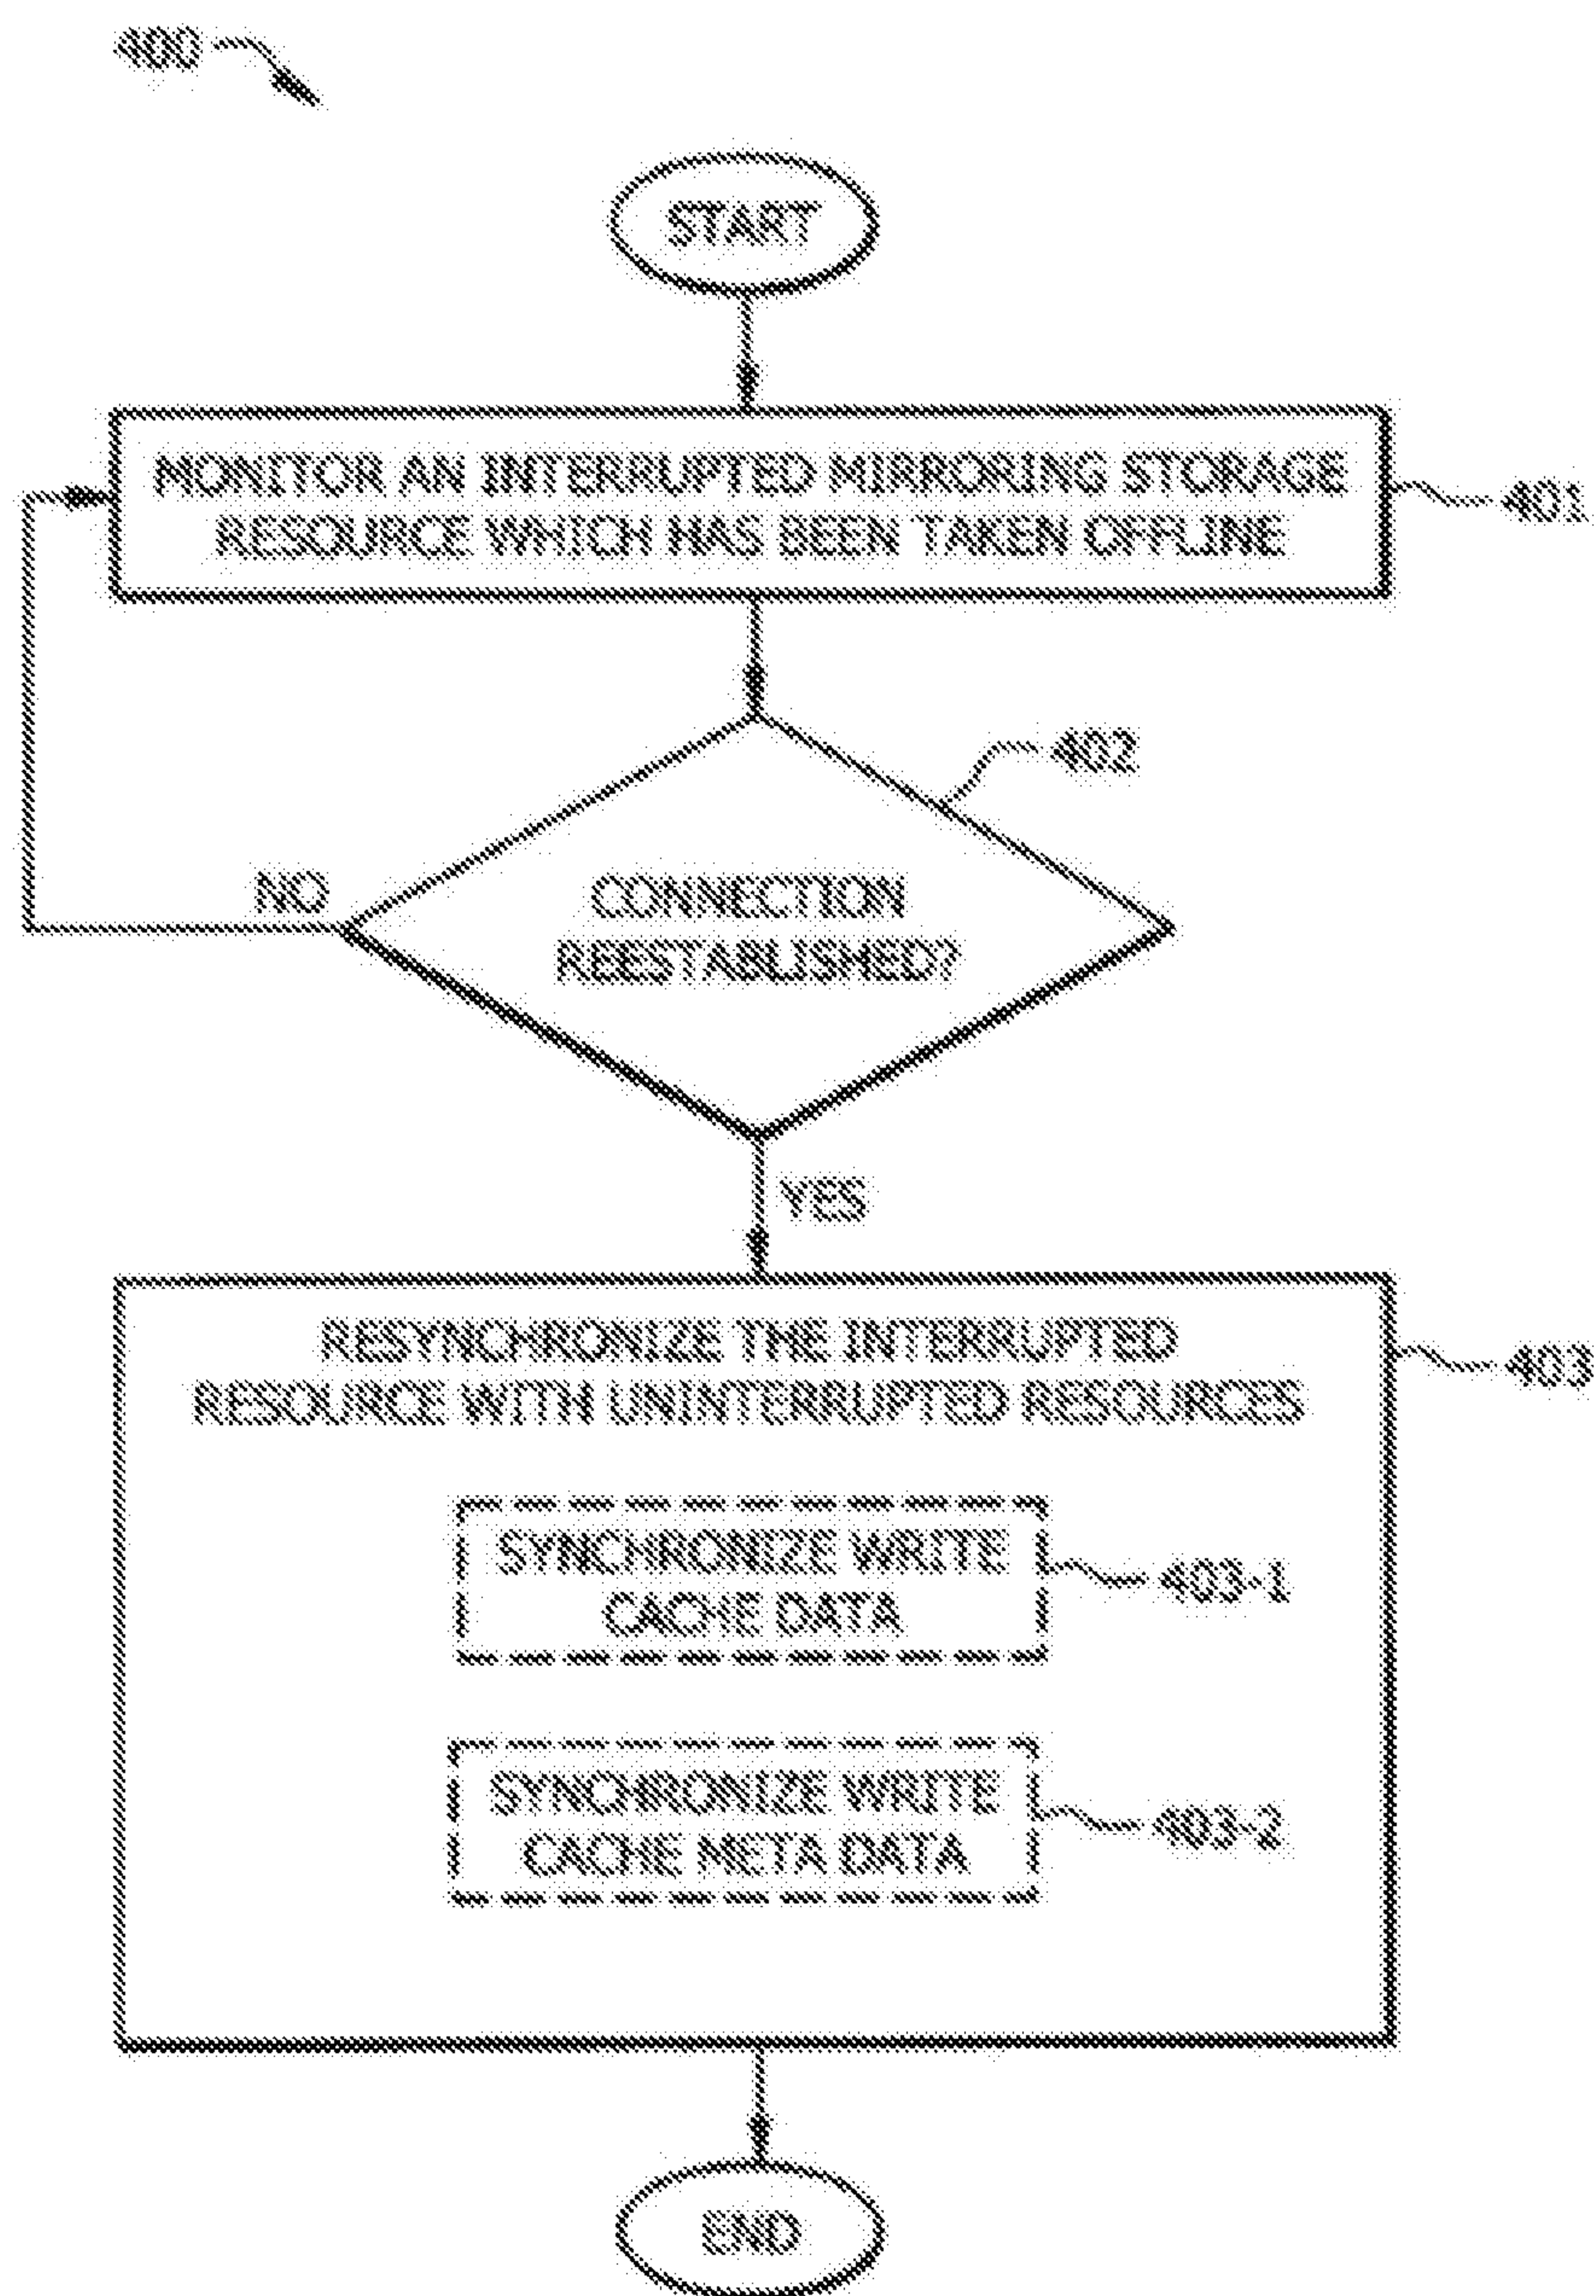 400
START
MONITOR AN INTERRUPTED MIRRORING STORAGE
RESOURCE WHICH HAS BEEN TAKEN OFFLINE
401
402
CONNECTION
REESTABLISHED?
NO
YES
RESYNCHRONIZE THE INTERRUPTED
RESOURCE WITH UNINTERRUPTED RESOURCES
403
SYNCHRONIZE WRITE
CACHE DATA
403-1
SYNCHRONIZE WRITE
CACHE META DATA
403-2
END